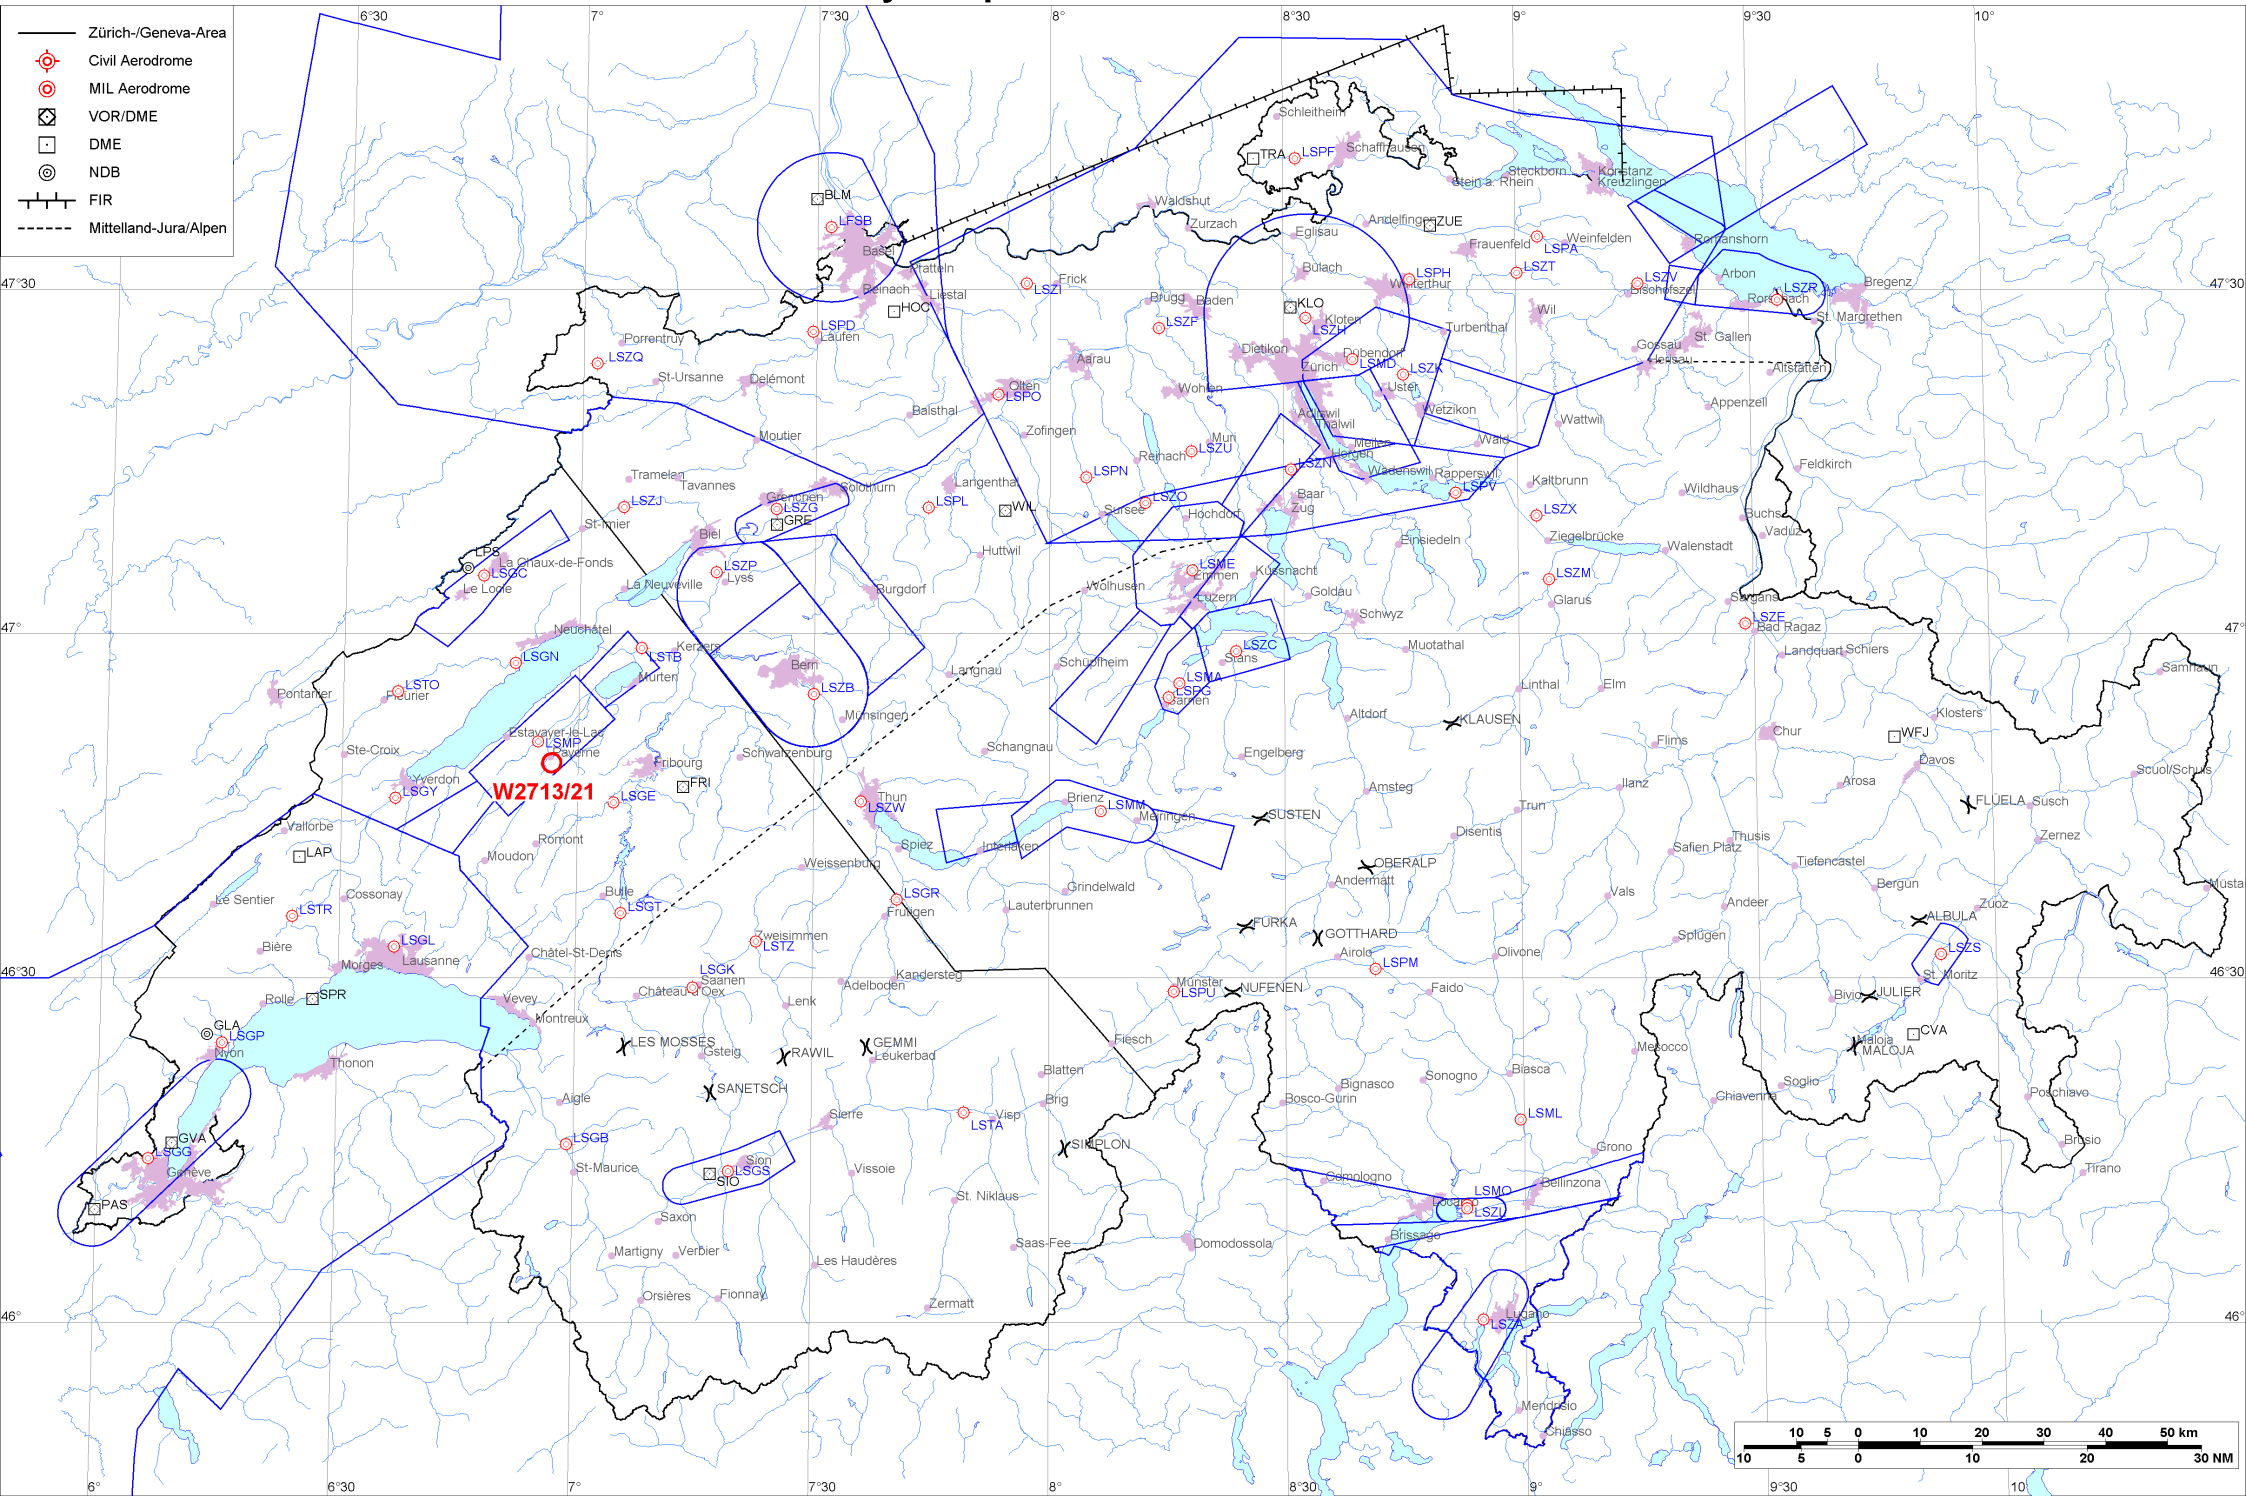 6°30
7°
7°30
8°
8°30
9°
9°30
10°
Zürich-/Geneva-Area
Civil Aerodrome
MIL Aerodrome
VOR/DME
DME
NDB
FIR
Mittelland-Jura/Alpen
Schleitheim
TRA
LSPF
Schaffhausen
Steckborn
Stein a. Rhein
Konstanz
Kreuzlingen
BLM
LFSB
Basel
Waldshut
Zurzach
Eglisau
Andelfingen
ZUE
Frauenfeld
LSPA
Weinfelden
Romanshorn
Pratteln
Reinach
Liestal
HOC
LSZI
Frick
Bülach
LSPH
Winterthur
LSZT
LSZV
Bischofszell
Arbon
LSZR
Rorschach
Bregenz
47°30
47°30
St. Margrethen
LSPD
Laufen
Brugg
Baden
LSZF
KLO
Kloten
LSZH
Turbenthal
Wil
Porrentruy
LSZQ
St-Ursanne
Delémont
Aarau
Dietikon
Zürich
Dübendorf
LSMD
LSZK
Uster
Gossau
St. Gallen
Herisau
Altstätten
Olten
LSPO
Balsthal
Wohlen
Wetzikon
Appenzell
Zofingen
Adliswil
Thalwil
Wattwil
Moutier
Muri
LSZU
Meilen
Horgen
Wald
Reinach
LSZN
Wädenswil
Rapperswil
LSPV
Feldkirch
Tramelan
Tavannes
LSPN
Kaltbrunn
Wildhaus
Grenchen
Solothurn
LSZG
GRE
Langenthal
LSPL
WIL
LSZJ
LSZO
Sursee
Hochdorf
Baar
Zug
LSZX
Buchs
Vaduz
St-Imier
Biel
Huttwil
Einsiedeln
Ziegelbrücke
Walenstadt
LPS
La Chaux-de-Fonds
LSGC
Le Locle
LSZP
Lyss
La Neuveville
Burgdorf
Wolhusen
LSME
Emmen
Luzern
Küssnacht
Goldau
LSZM
Glarus
Sargans
LSZE
Bad Ragaz
47°
47°
Schwyz
Neuchâtel
LSGN
LSTB
Kerzers
Murten
Bern
LSZB
Langnau
Schüpfheim
LSZC
Stans
LSMA
LSPG
Sarnen
Muotathal
Landquart
Schiers
Samnaun
Pontarlier
LSTO
Fleurier
Münsingen
Linthal
Elm
Altdorf
KLAUSEN
Klosters
WFJ
Davos
Ste-Croix
Estavayer-le-Lac
LSMP
Payerne
W2713/21
Fribourg
FRI
Schwarzenburg
Schangnau
Engelberg
Flims
Chur
Yverdon
LSGY
LSGE
Thun
LSZW
Brienz
LSMM
Meiringen
Amsteg
SUSTEN
Trun
Ilanz
Arosa
Scuol/Schuls
FLÜELA
Susch
Vallorbe
LAP
Romont
Moudon
Spiez
Interlaken
Disentis
Thusis
Safien Platz
Zernez
Weissenburg
OBERALP
Andermatt
Tiefencastel
Bergun
Le Sentier
Cossonay
LSTR
Bulle
LSGT
LSGR
Frutigen
Grindelwald
Lauterbrunnen
FURKA
GOTTHARD
Vals
Andeer
Zuoz
ALBULA
Bière
LSGL
Lausanne
Morges
Châtel-St-Denis
Zweisimmen
LSTZ
Airolo
LSPM
Olivone
Splugen
LSZS
St. Moritz
46°30
46°30
LSGK
Saanen
Château-d'Oex
Adelboden
Kandersteg
Münster
LSPU
NUFENEN
Faido
Bivio
JULIER
Rolle
SPR
Vevey
Montreux
Lenk
GLA
LSGP
Nyon
Thonon
LES MOSSES
Gsteig
RAWIL
GEMMI
Leukerbad
Fiesch
Mesocco
Maloja
MALOJA
CVA
SANETSCH
Blatten
Bignasco
Sonogno
Biasca
Soglio
Chiavenna
Poschiavo
Aigle
Sierre
LSTA
Visp
Brig
Bosco-Gurin
LSML
GVA
LSGG
Genève
LSGB
St-Maurice
Sion
LSGS
SIO
Vissoie
SIMPLON
Grono
Brusio
Tirano
PAS
St. Niklaus
Comologno
LSMO
Locarno
LSZL
Bellinzona
Saxon
Martigny
Verbier
Les Haudères
Saas-Fee
Domodossola
Brissago
Orsières
Fionnay
Zermatt
46°
46°
Lugano
LSZA
Mendrisio
Chiasso
10 5 0 10 20 30 40 50 km
10 5 0 10 20 30 NM
6°
6°30
7°
7°30
8°
8°30
9°
9°30
10°